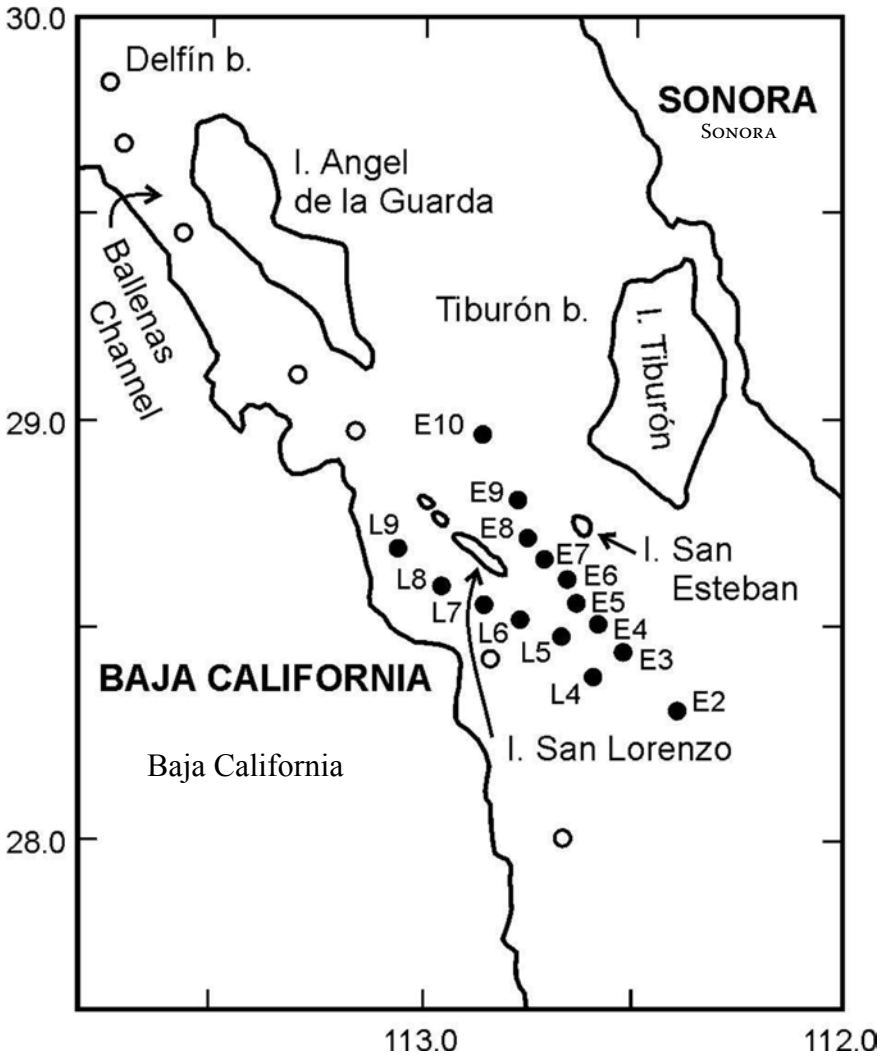 30.0
Delfín b.
SONORA
Sonora
I. Angel
de la Guarda
Ballenas
Channel
Tiburón b.
I. Tiburón
29.0
E10
E9
E8
L9
E7
I. San
Esteban
E6
L8
E5
L7
L6
E4
L5
E3
BAJA CALIFORNIA
L4
E2
I. San Lorenzo
Baja California
28.0
113.0
112.0